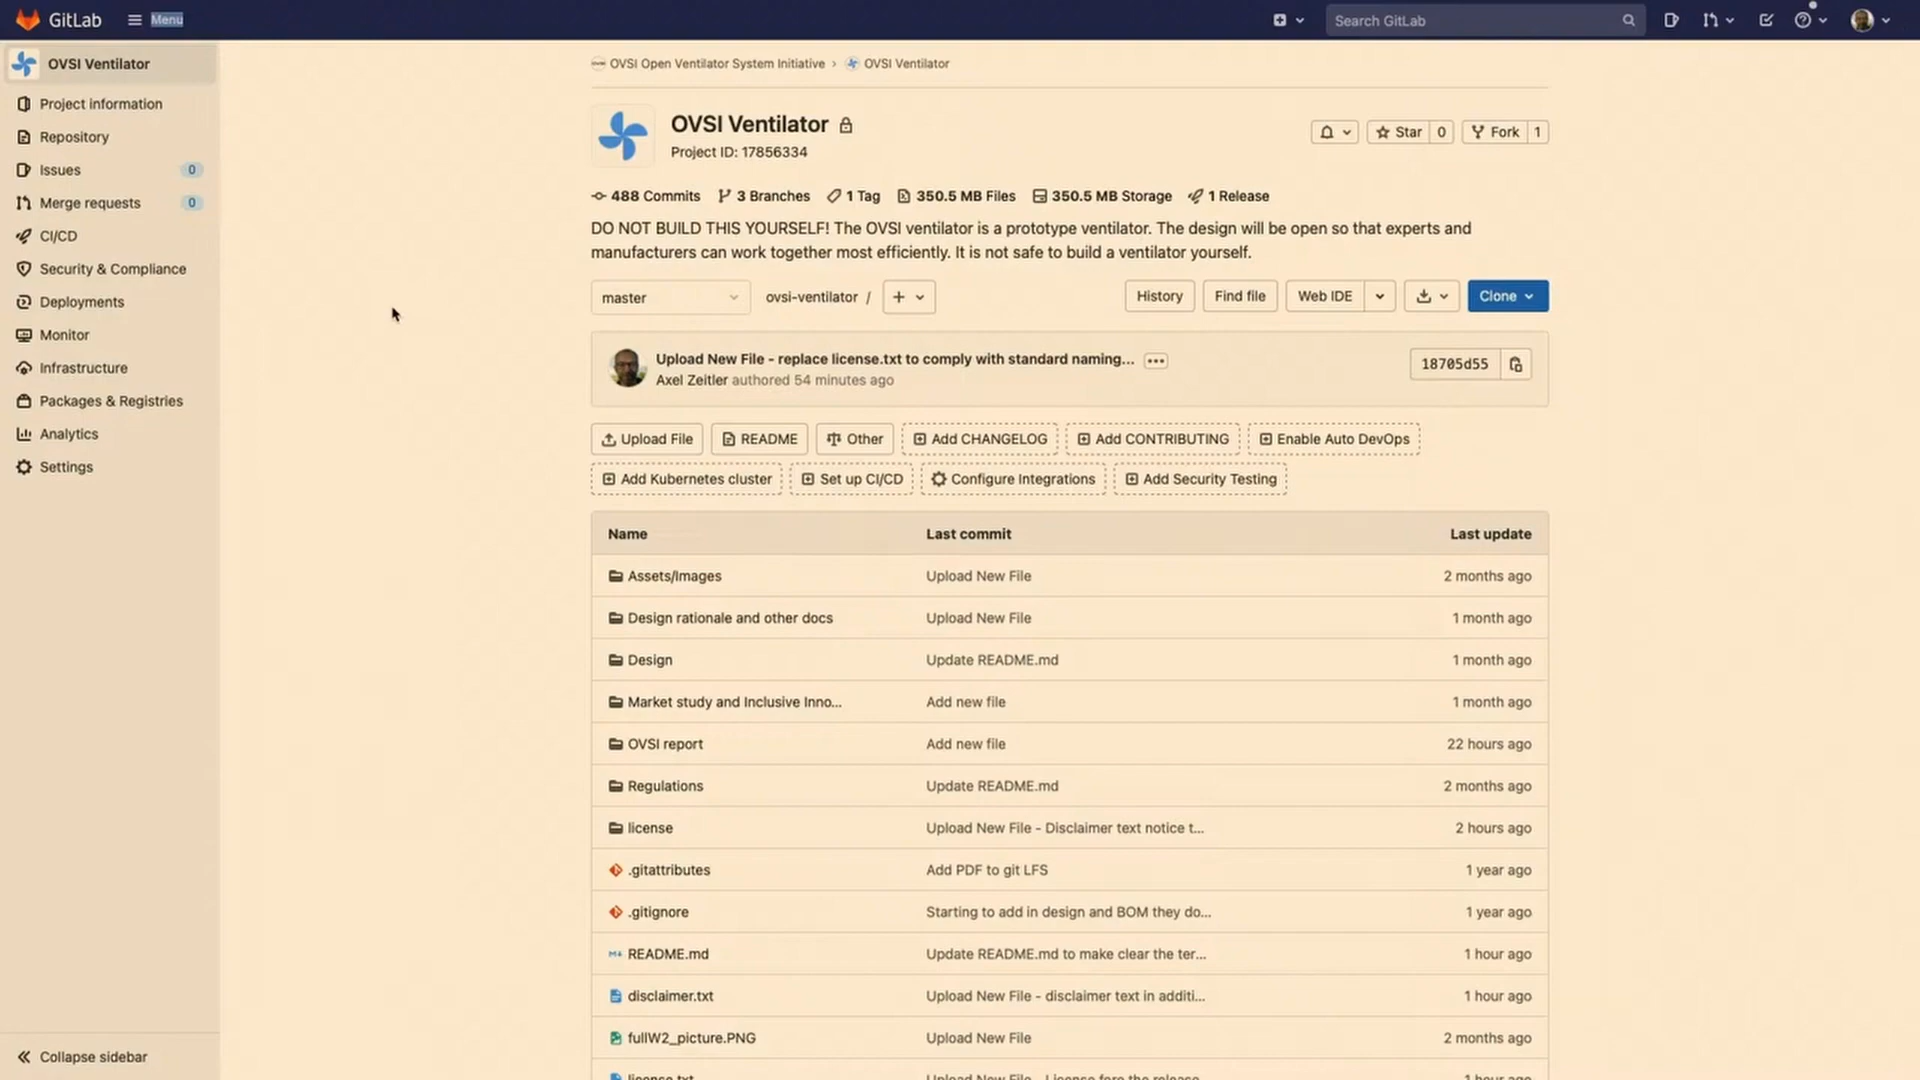 GitLab
Menu
Search GitLab
OVSI Ventilator
Project information
Repository
Issues 0
Merge requests 0
CI/CD
Security & Compliance
Deployments
Monitor
Infrastructure
Packages & Registries
Analytics
Settings
Collapse sidebar
OVSI Open Ventilator System Initiative › OVSI Ventilator
OVSI Ventilator
Project ID: 17856334
Star 0
Fork 1
488 Commits 3 Branches 1 Tag 350.5 MB Files 350.5 MB Storage 1 Release
DO NOT BUILD THIS YOURSELF! The OVSI ventilator is a prototype ventilator. The design will be open so that experts and
manufacturers can work together most efficiently. It is not safe to build a ventilator yourself.
master ovsi-ventilator / + History Find file Web IDE Clone
Upload New File - replace license.txt to comply with standard naming...
Axel Zeitler authored 54 minutes ago
18705d55
Upload File README Other Add CHANGELOG Add CONTRIBUTING Enable Auto DevOps
Add Kubernetes cluster Set up CI/CD Configure Integrations Add Security Testing
Name Last commit Last update
Assets/Images Upload New File 2 months ago
Design rationale and other docs Upload New File 1 month ago
Design Update README.md 1 month ago
Market study and Inclusive Inno... Add new file 1 month ago
OVSI report Add new file 22 hours ago
Regulations Update README.md 2 months ago
license Upload New File - Disclaimer text notice t... 2 hours ago
.gitattributes Add PDF to git LFS 1 year ago
.gitignore Starting to add in design and BOM they do... 1 year ago
README.md Update README.md to make clear the ter... 1 hour ago
disclaimer.txt Upload New File - disclaimer text in additi... 1 hour ago
fullW2_picture.PNG Upload New File 2 months ago
license.txt Upload New File - License fore the release 1 hour ago